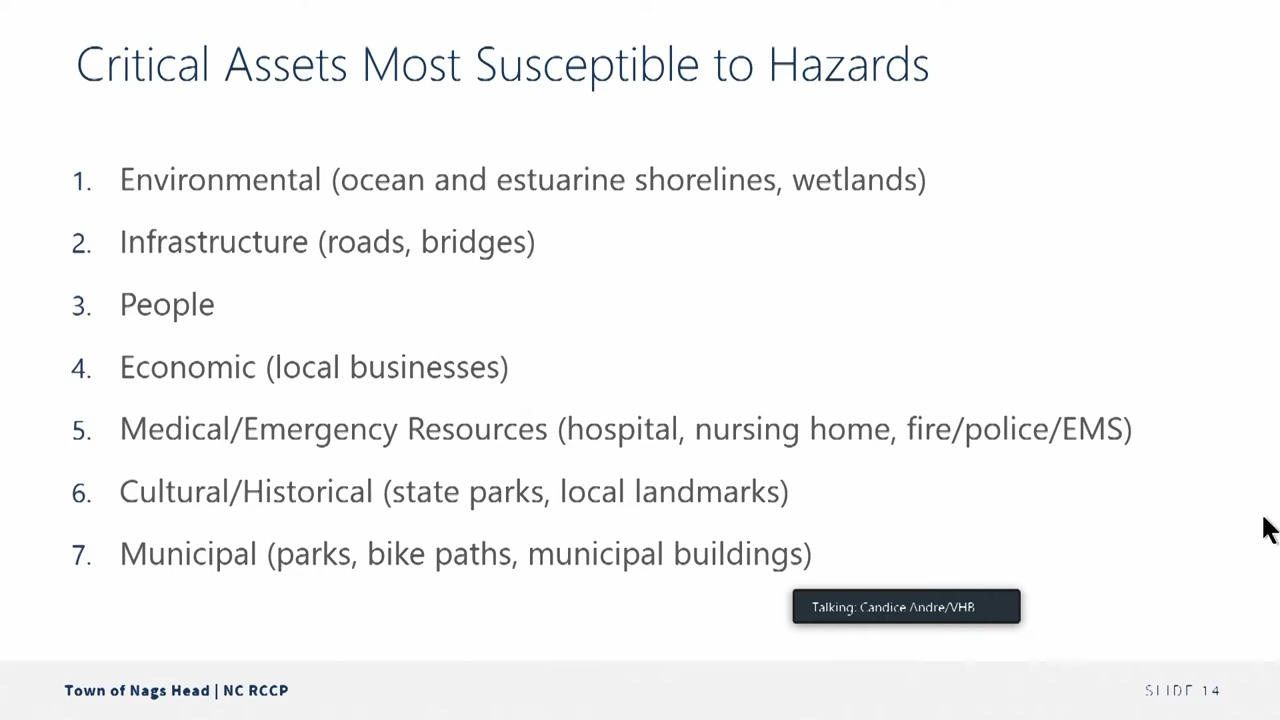 Critical Assets Most Susceptible to Hazards
1. Environmental (ocean and estuarine shorelines, wetlands)
2. Infrastructure (roads, bridges)
3. People
4. Economic (local businesses)
5. Medical/Emergency Resources (hospital, nursing home, fire/police/EMS)
6. Cultural/Historical (state parks, local landmarks)
7. Municipal (parks, bike paths, municipal buildings)
Talking: Candice Andre/VHB
Town of Nags Head | NC RCCP
SLIDE 14